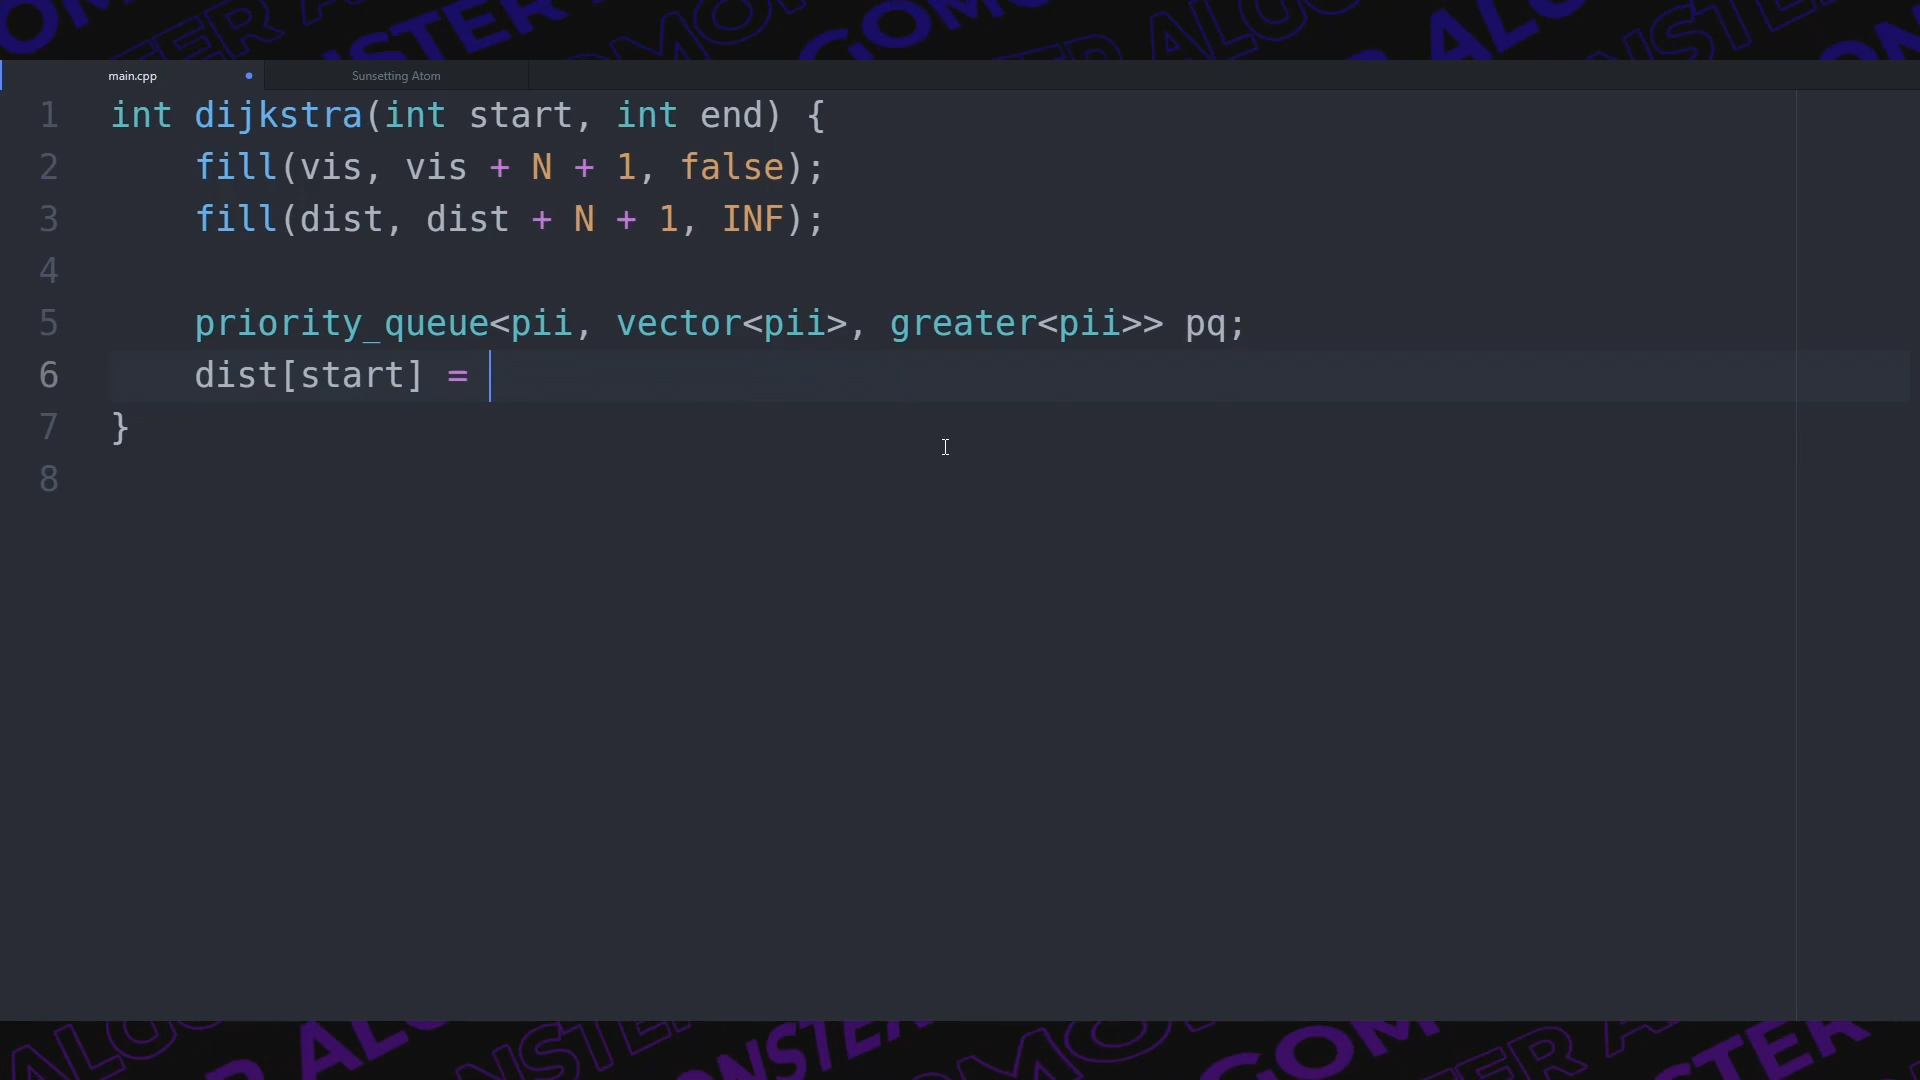 main.cpp
Sunsetting Atom
1 int dijkstra(int start, int end) {
2     fill(vis, vis + N + 1, false);
3     fill(dist, dist + N + 1, INF);
4
5     priority_queue<pii, vector<pii>, greater<pii>> pq;
6     dist[start] =
7 }
8